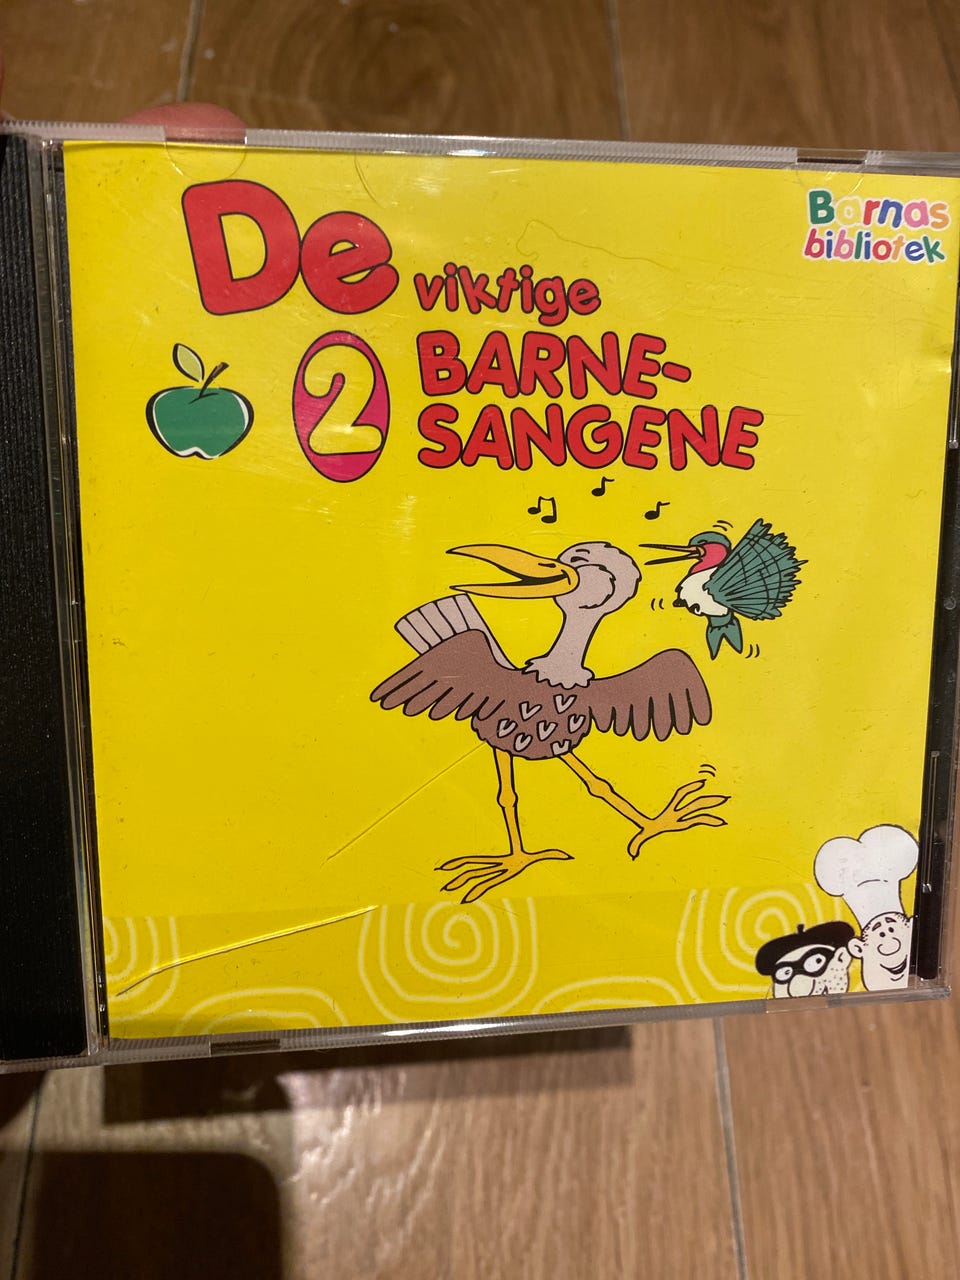 De viktige
2 BARNE-
SANGENE
Barnas
bibliotek